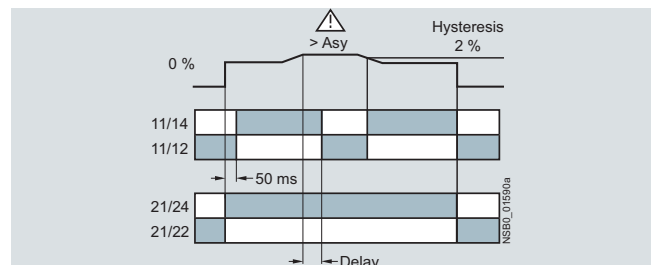 Hysteresis
> Asy
2 %
0 %
11/14
11/12
50 ms
21/24
21/22
NSB0_01590a
Delay